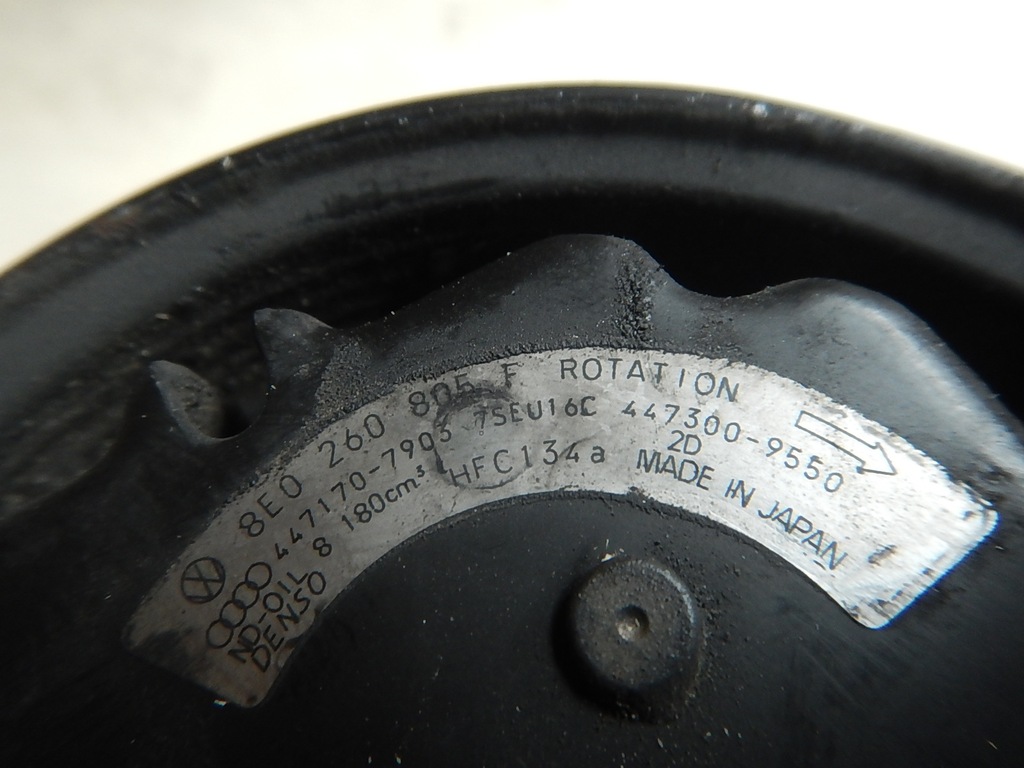 8E0 260 805 F ROTATION
447170-7903 7SEU16C 447300-9550
ND-OIL 8 180cm³ HFC134a 2D
DENSO MADE IN JAPAN